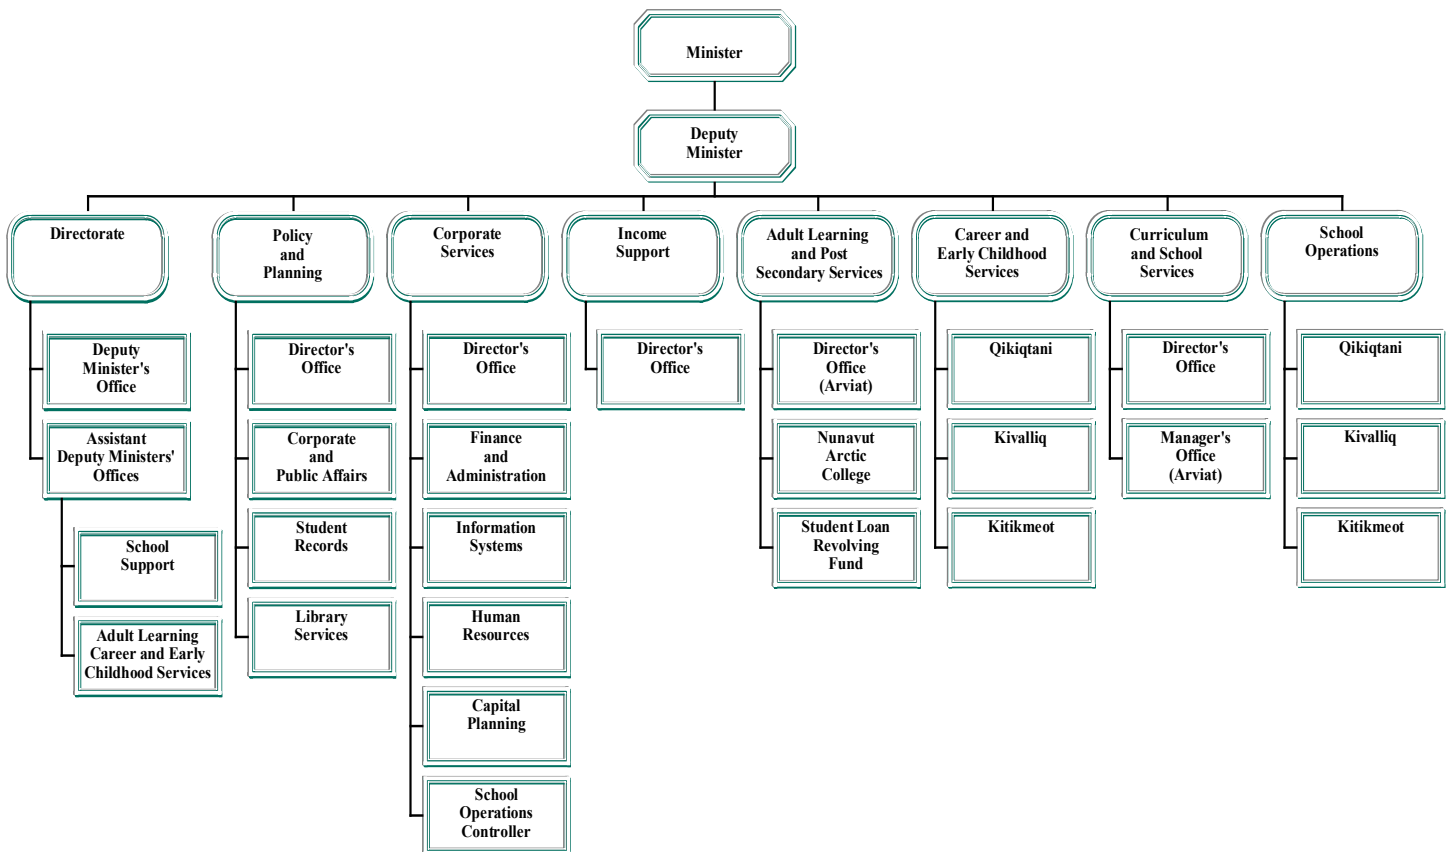 Minister
Deputy
Minister
Directorate
Policy
and
Planning
Corporate
Services
Income
Support
Adult Learning
and Post
Secondary Services
Career and
Early Childhood
Services
Curriculum
and School
Services
School
Operations
Deputy
Minister's
Office
Assistant
Deputy Ministers'
Offices
School
Support
Adult Learning
Career and Early
Childhood Services
Director's
Office
Corporate
and
Public Affairs
Student
Records
Library
Services
Director's
Office
Finance
and
Administration
Information
Systems
Human
Resources
Capital
Planning
School
Operations
Controller
Director's
Office
Director's
Office
(Arviat)
Nunavut
Arctic
College
Student Loan
Revolving
Fund
Qikiqtani
Kivalliq
Kitikmeot
Director's
Office
Manager's
Office
(Arviat)
Qikiqtani
Kivalliq
Kitikmeot